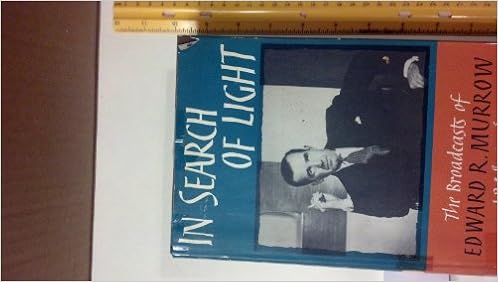 IN SEARCH
OF LIGHT
The Broadcasts of
EDWARD R. MURROW